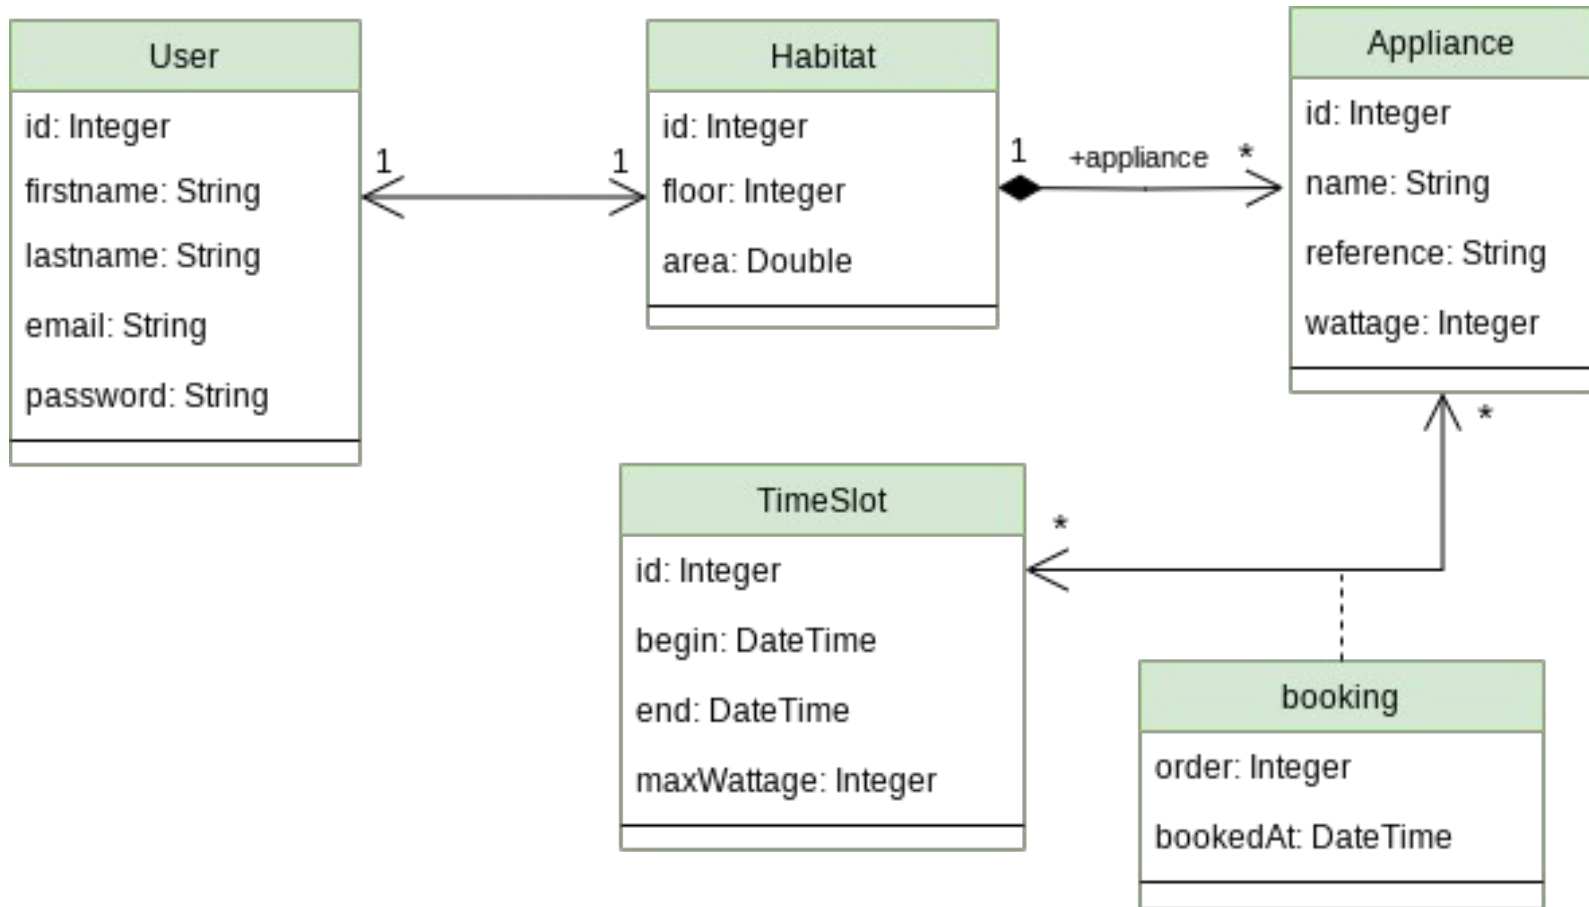 User
id: Integer
firstname: String
lastname: String
email: String
password: String
1
1
Habitat
id: Integer
floor: Integer
area: Double
1
+appliance
*
Appliance
id: Integer
name: String
reference: String
wattage: Integer
*
TimeSlot
id: Integer
begin: DateTime
end: DateTime
maxWattage: Integer
*
booking
order: Integer
bookedAt: DateTime